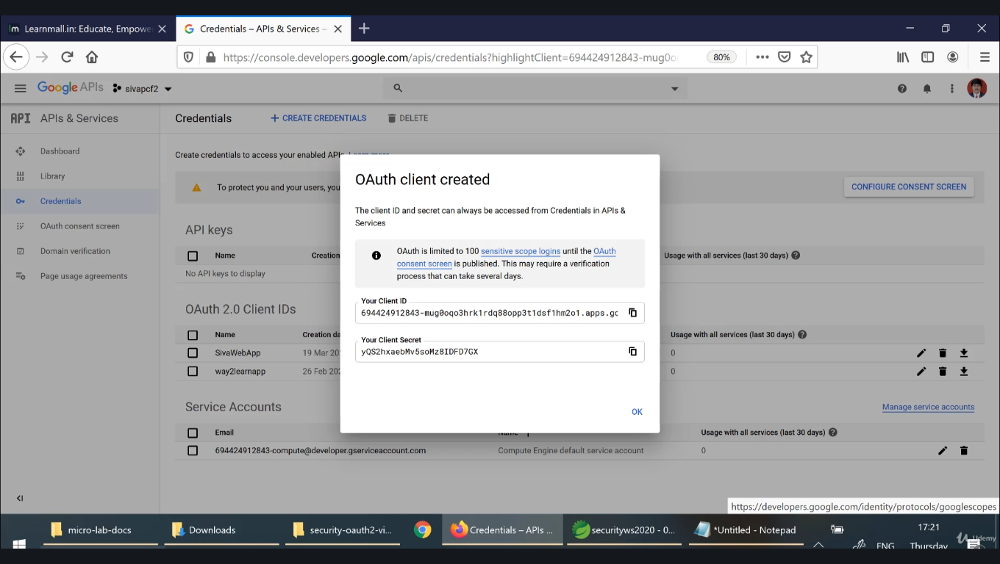 Learnmall.in: Educate, Empowe
Credentials – APIs & Services –
https://console.developers.google.com/apis/credentials?highlightClient=694424912843-mug0o
80%
Google APIs
sivapcf2
API APIs & Services
Credentials
+ CREATE CREDENTIALS
DELETE
Dashboard
Library
Credentials
OAuth consent screen
Domain verification
Page usage agreements
Create credentials to access your enabled APIs. Learn more
To protect you and your users, you
CONFIGURE CONSENT SCREEN
API keys
Name
Creation
Usage with all services (last 30 days)
No API keys to display
OAuth 2.0 Client IDs
Name
Creation da
Usage with all services (last 30 days)
SivaWebApp
19 Mar 20
0
way2learnapp
26 Feb 202
0
Service Accounts
Manage service accounts
Email
Name
Usage with all services (last 30 days)
694424912843-compute@developer.gserviceaccount.com
Compute Engine default service account
0
OAuth client created
The client ID and secret can always be accessed from Credentials in APIs &
Services
OAuth is limited to 100 sensitive scope logins until the OAuth
consent screen is published. This may require a verification
process that can take several days.
Your Client ID
694424912843-mug0oqo3hrk1rdq88opp3t1dsf1hm2o1.apps.gc
Your Client Secret
yQS2hxaebMv5soMz8IDFD7GX
OK
https://developers.google.com/identity/protocols/googlescopes
micro-lab-docs
Downloads
security-oauth2-vi...
Credentials – APIs ...
securityws2020 - 0...
*Untitled - Notepad
ENG
17:21
Thursday
Udemy